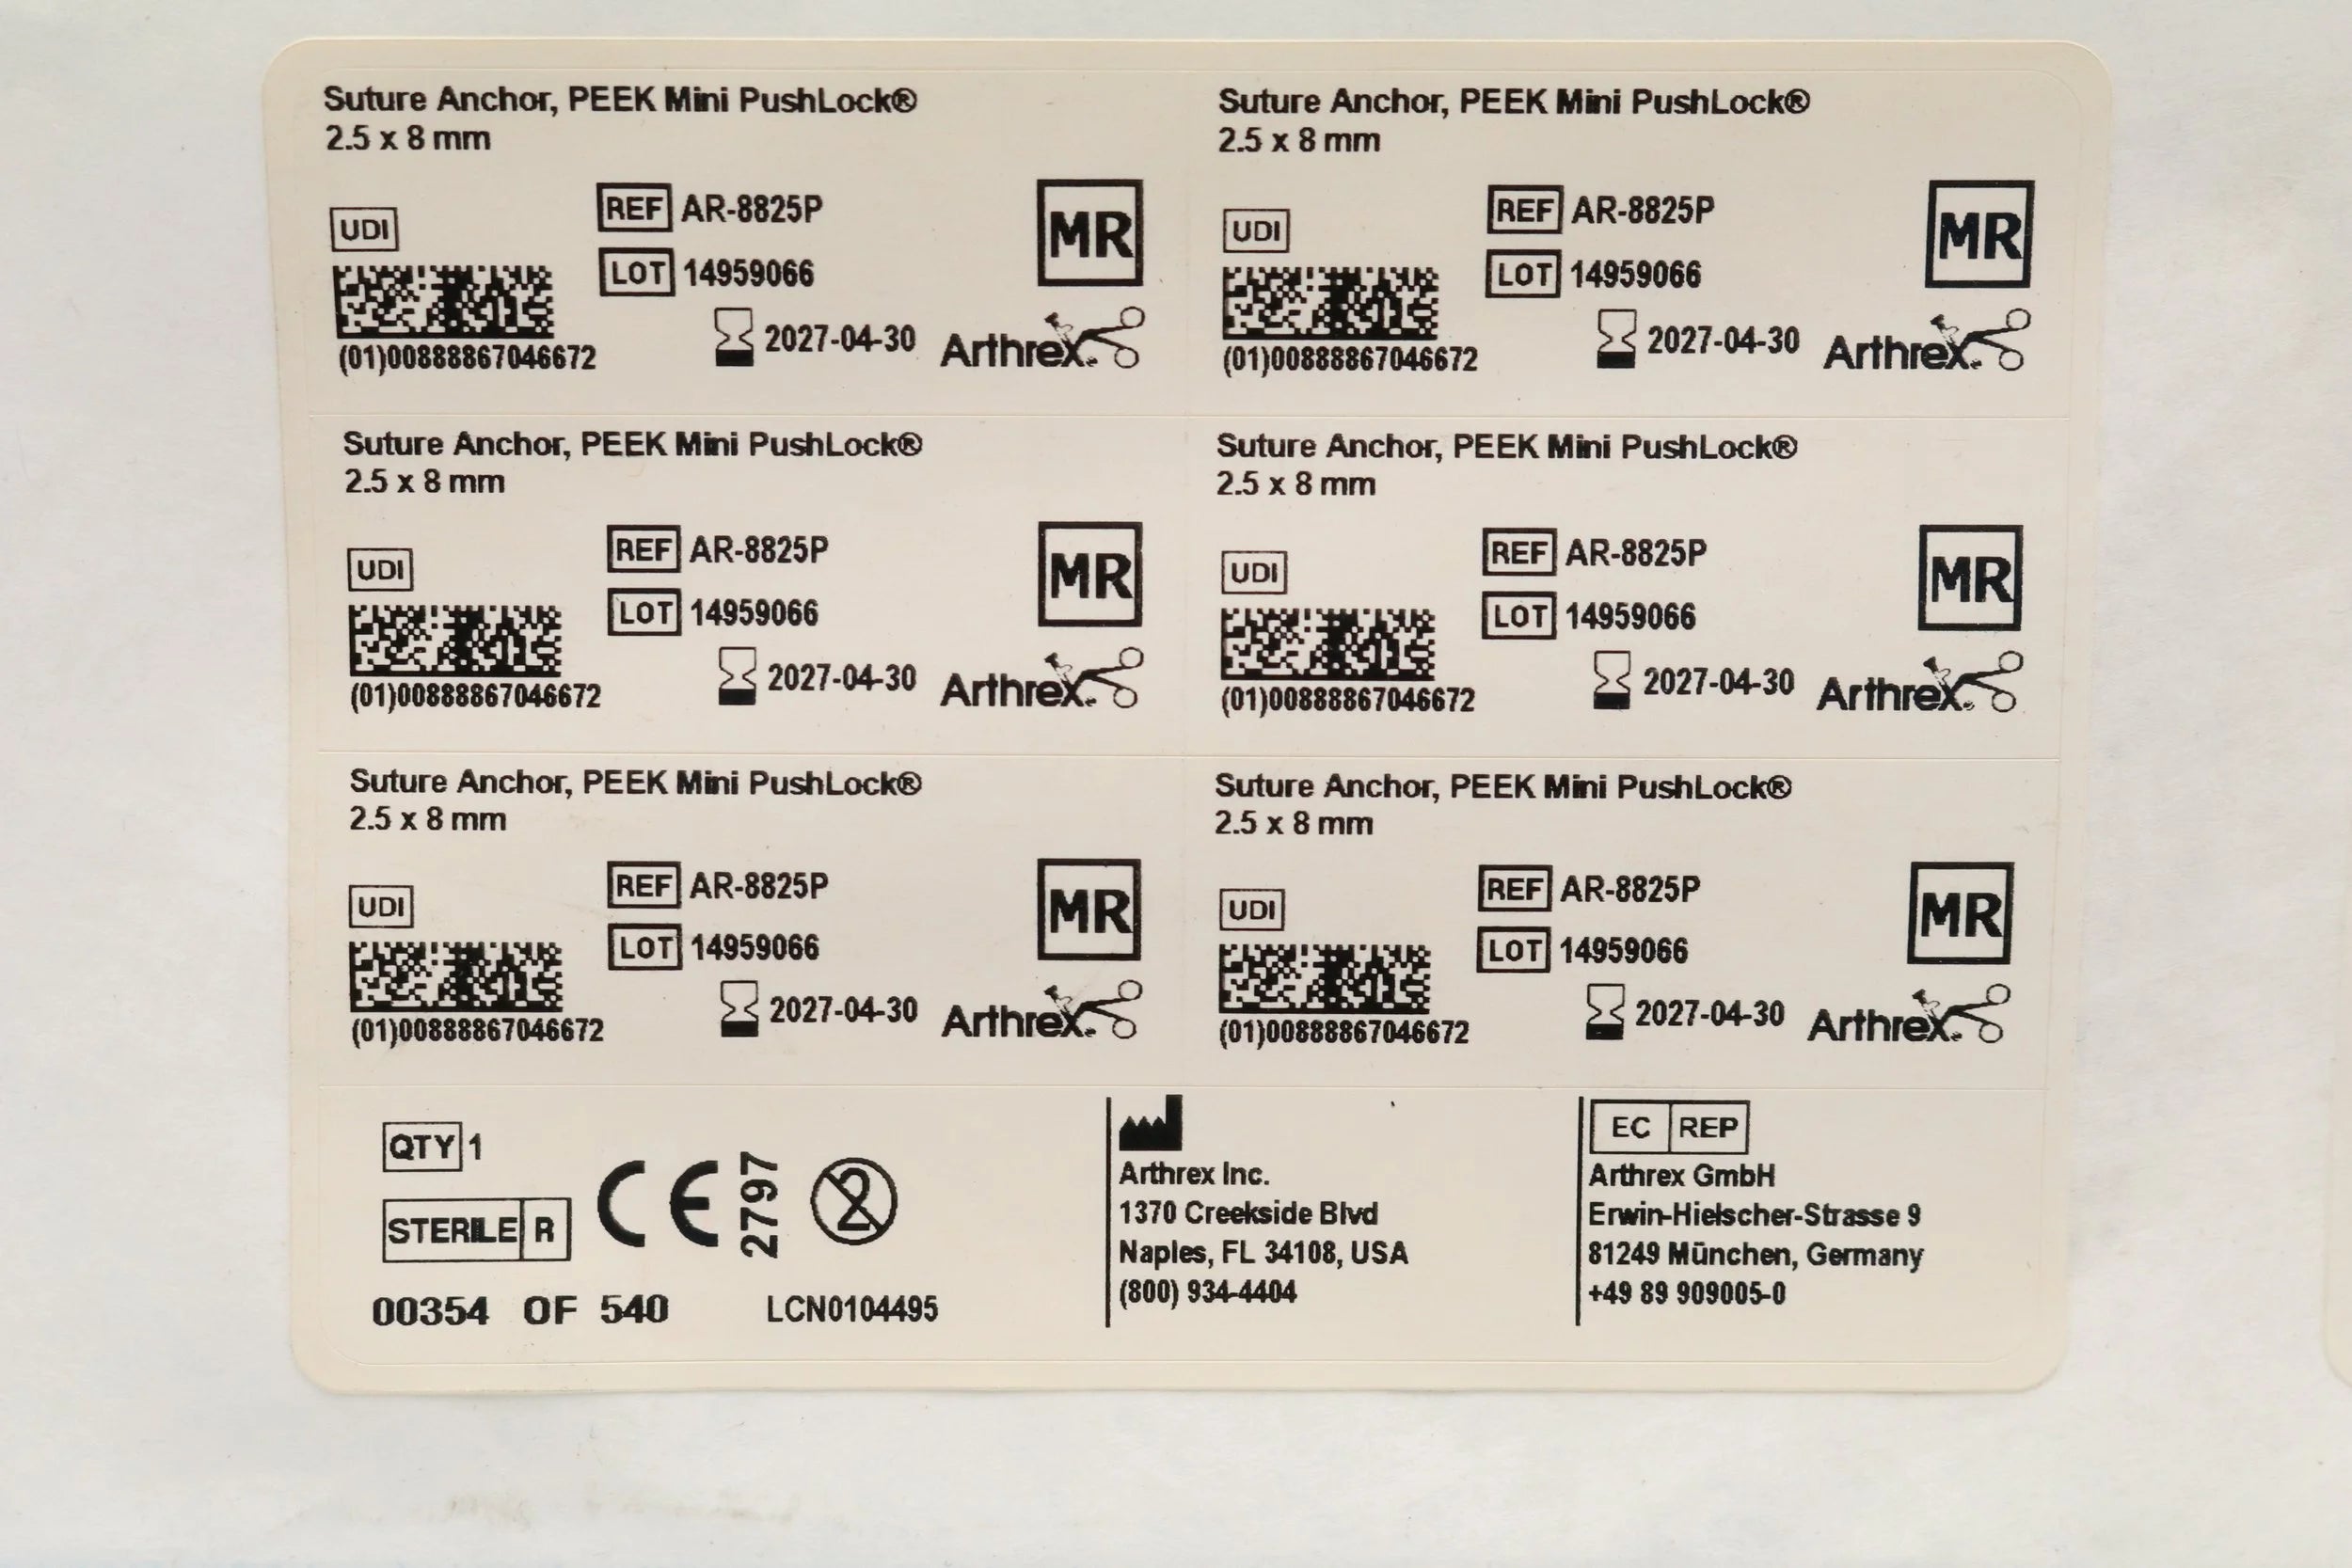 Suture Anchor, PEEK Mini PushLock®
2.5 x 8 mm
UDI
REF AR-8825P
LOT 14959066
MR
2027-04-30
Arthrex
(01)00888867046672
Suture Anchor, PEEK Mini PushLock®
2.5 x 8 mm
UDI
REF AR-8825P
LOT 14959066
MR
2027-04-30
Arthrex
(01)00888867046672
Suture Anchor, PEEK Mini PushLock®
2.5 x 8 mm
UDI
REF AR-8825P
LOT 14959066
MR
2027-04-30
Arthrex
(01)00888867046672
Suture Anchor, PEEK Mini PushLock®
2.5 x 8 mm
UDI
REF AR-8825P
LOT 14959066
MR
2027-04-30
Arthrex
(01)00888867046672
Suture Anchor, PEEK Mini PushLock®
2.5 x 8 mm
UDI
REF AR-8825P
LOT 14959066
MR
2027-04-30
Arthrex
(01)00888867046672
Suture Anchor, PEEK Mini PushLock®
2.5 x 8 mm
UDI
REF AR-8825P
LOT 14959066
MR
2027-04-30
Arthrex
(01)00888867046672
QTY 1
STERILE R
CE 2797
2
00354 OF 540
LCN0104495
Arthrex Inc.
1370 Creekside Blvd
Naples, FL 34108, USA
(800) 934-4404
EC REP
Arthrex GmbH
Erwin-Hielscher-Strasse 9
81249 München, Germany
+49 89 909005-0